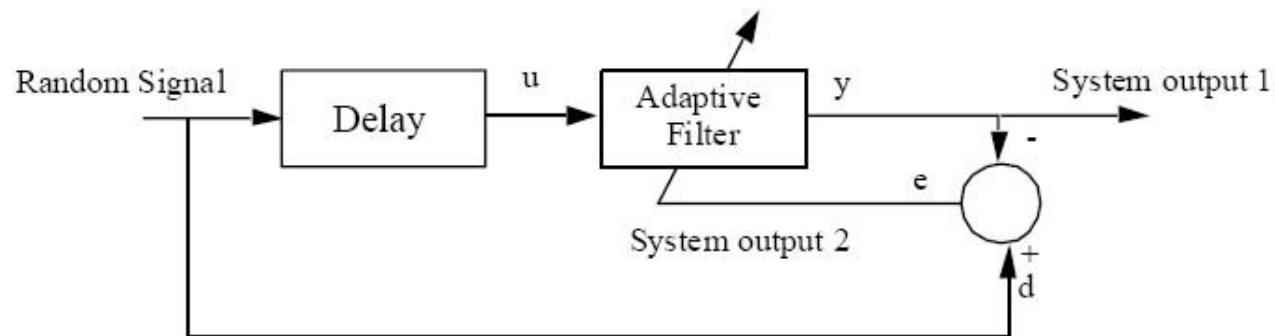 Random Signal
Delay
u
Adaptive
Filter
y
System output 1
-
e
System output 2
+
d